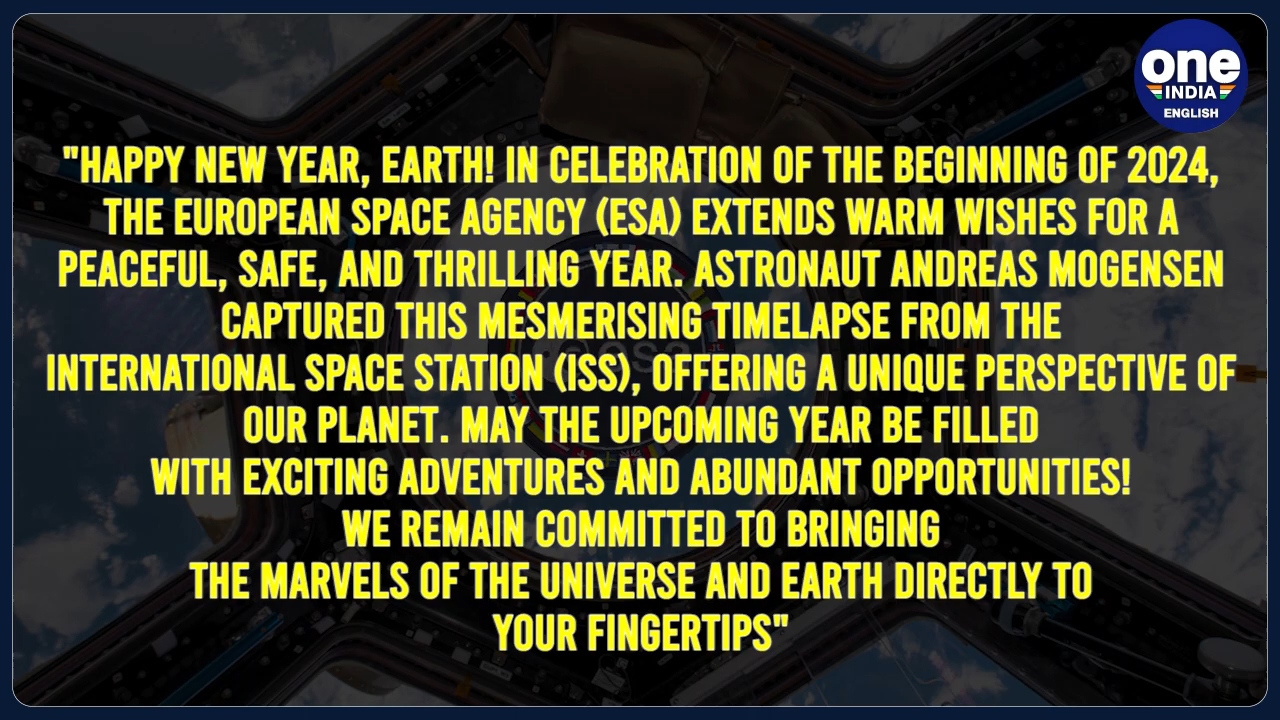 one
INDIA
ENGLISH
"HAPPY NEW YEAR, EARTH! IN CELEBRATION OF THE BEGINNING OF 2024,
THE EUROPEAN SPACE AGENCY (ESA) EXTENDS WARM WISHES FOR A
PEACEFUL, SAFE, AND THRILLING YEAR. ASTRONAUT ANDREAS MOGENSEN
CAPTURED THIS MESMERISING TIMELAPSE FROM THE
INTERNATIONAL SPACE STATION (ISS), OFFERING A UNIQUE PERSPECTIVE OF
OUR PLANET. MAY THE UPCOMING YEAR BE FILLED
WITH EXCITING ADVENTURES AND ABUNDANT OPPORTUNITIES!
WE REMAIN COMMITTED TO BRINGING
THE MARVELS OF THE UNIVERSE AND EARTH DIRECTLY TO
YOUR FINGERTIPS"
esa